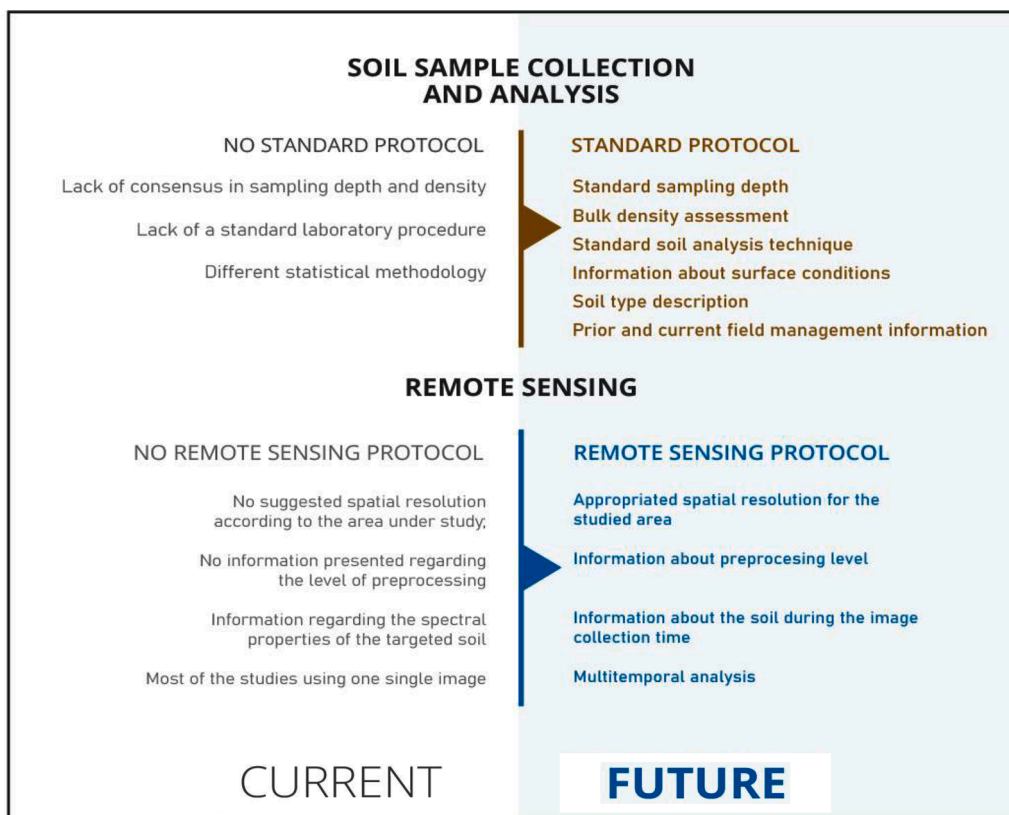 SOIL SAMPLE COLLECTION
AND ANALYSIS
NO STANDARD PROTOCOL
Lack of consensus in sampling depth and density
Lack of a standard laboratory procedure
Different statistical methodology
STANDARD PROTOCOL
Standard sampling depth
Bulk density assessment
Standard soil analysis technique
Information about surface conditions
Soil type description
Prior and current field management information
REMOTE SENSING
NO REMOTE SENSING PROTOCOL
No suggested spatial resolution
according to the area under study;
No information presented regarding
the level of preprocessing
Information regarding the spectral
properties of the targeted soil
Most of the studies using one single image
REMOTE SENSING PROTOCOL
Appropriated spatial resolution for the
studied area
Information about preprocesing level
Information about the soil during the image
collection time
Multitemporal analysis
CURRENT
FUTURE